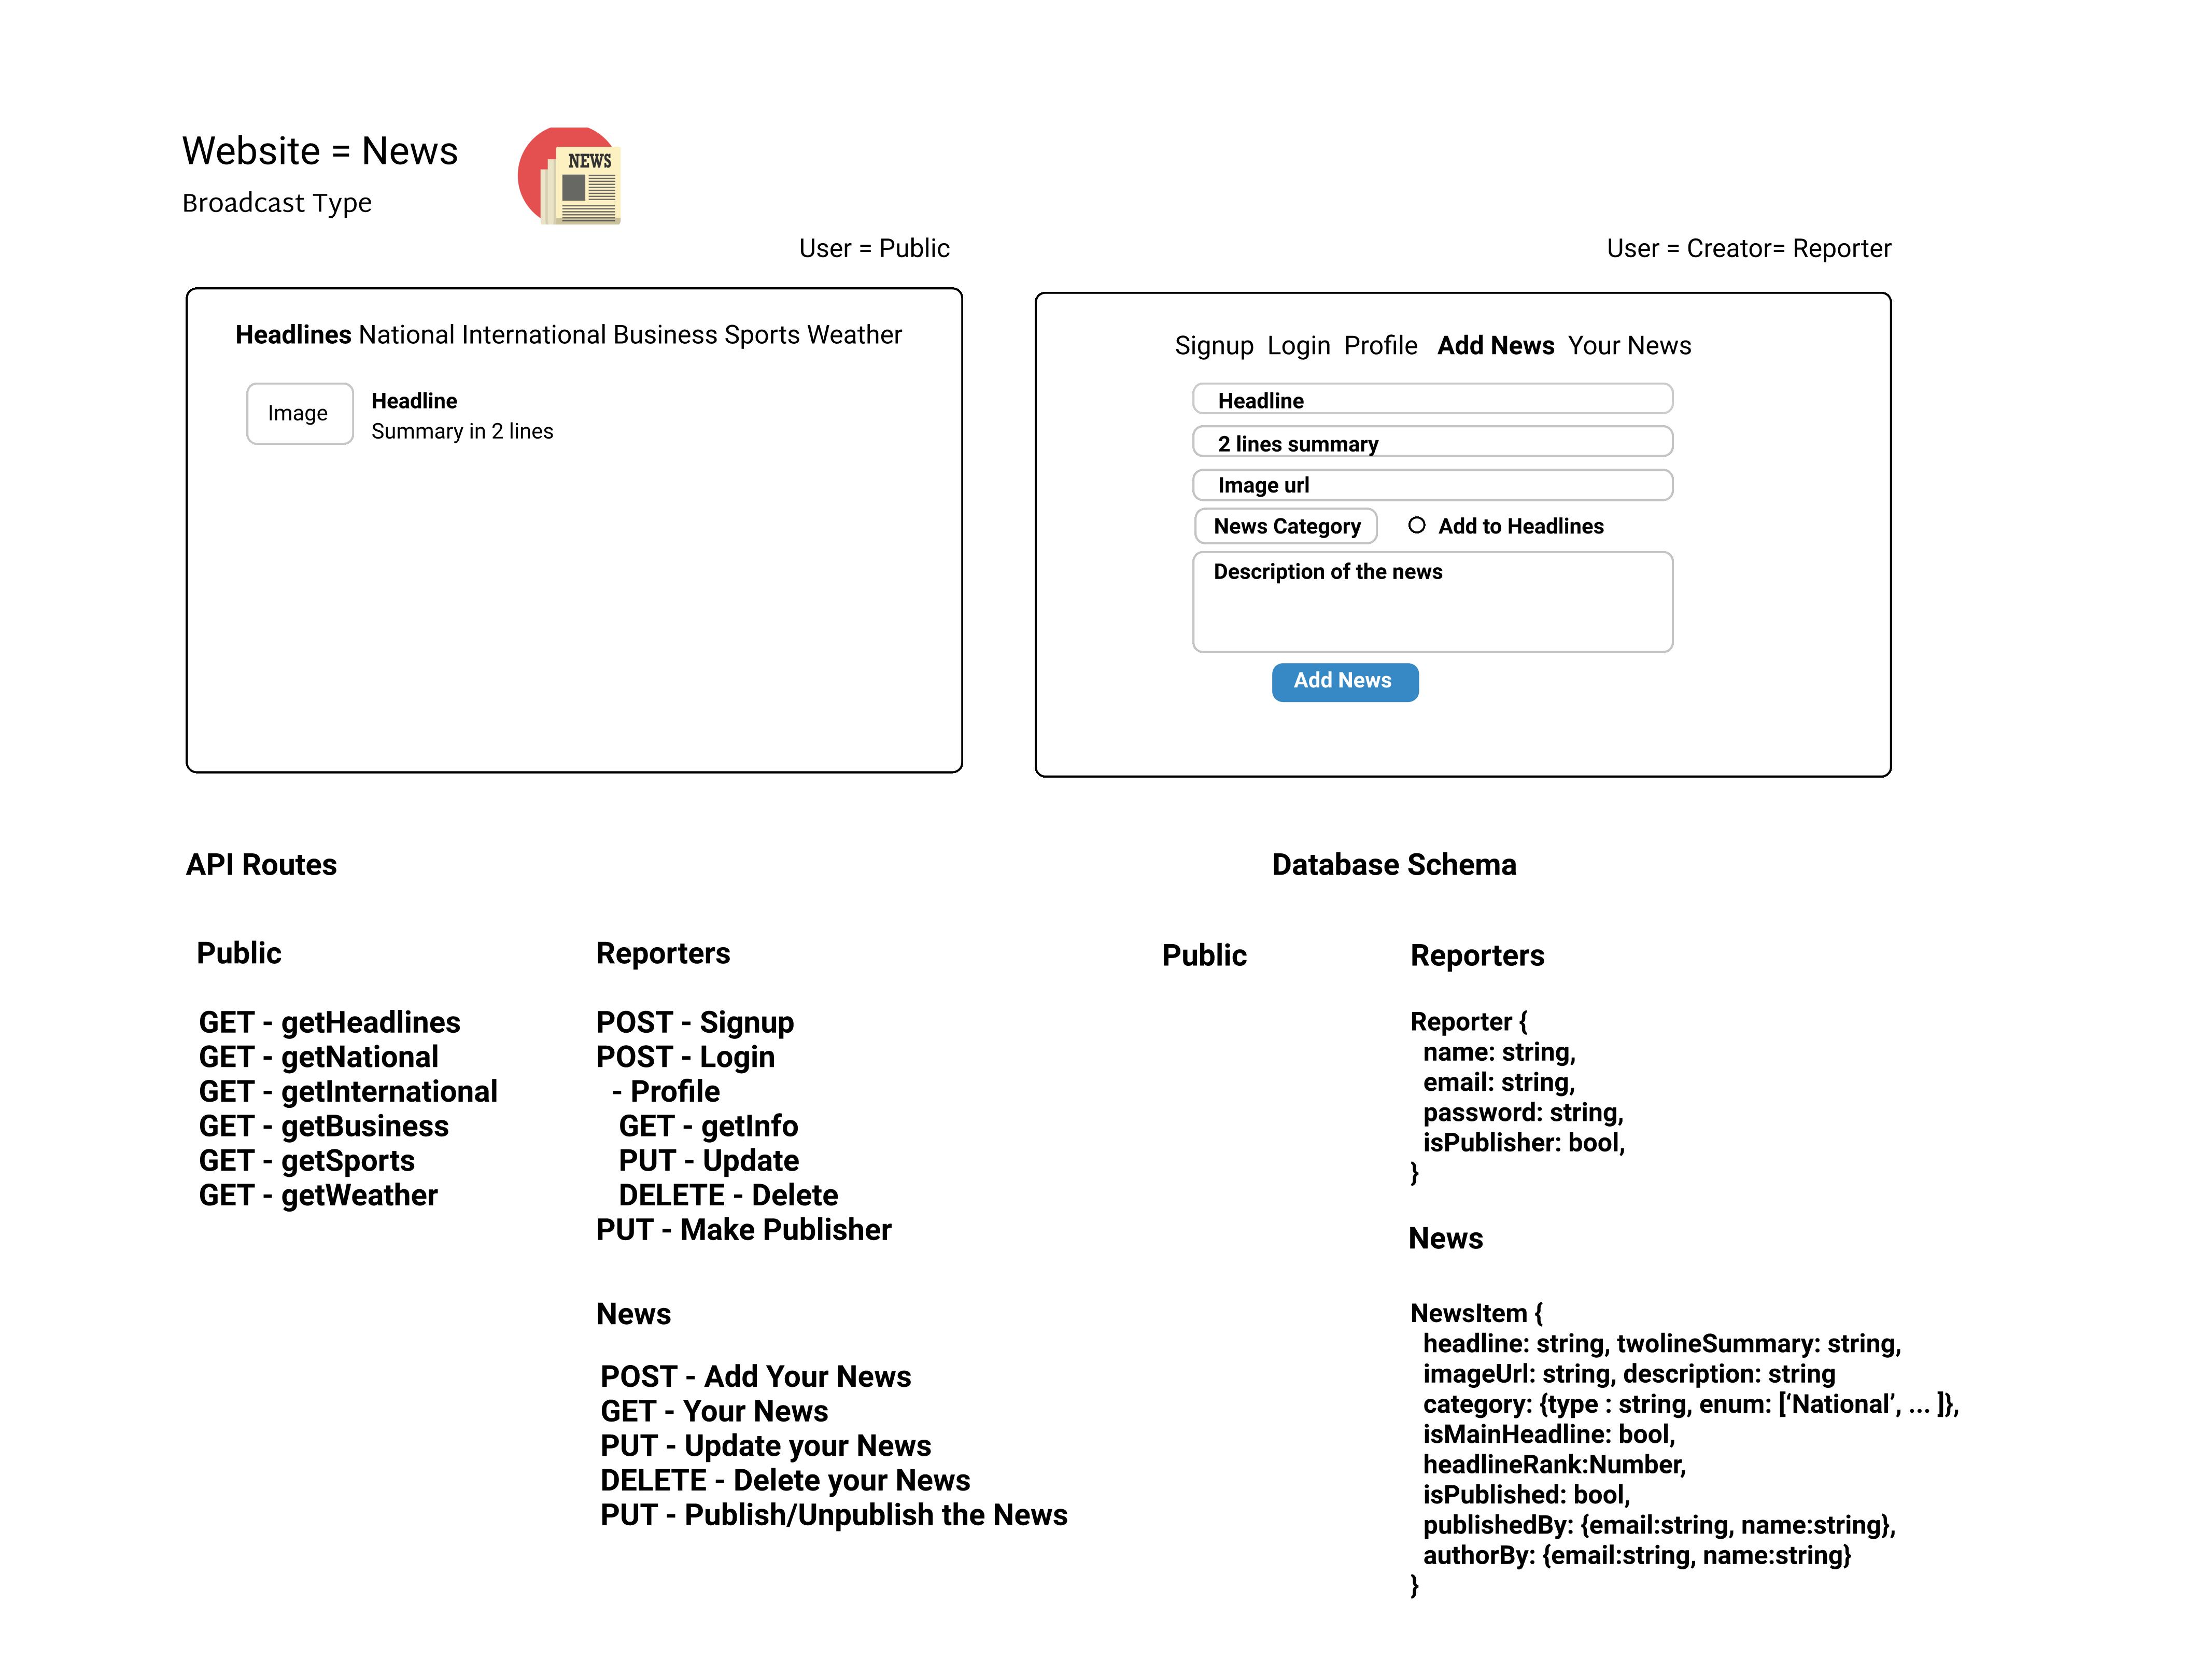 Website = News
Broadcast Type
NEWS
User = Public
User = Creator= Reporter
Headlines National International Business Sports Weather
Image
Headline
Summary in 2 lines
Signup Login Profile Add News Your News
Headline
2 lines summary
Image url
News Category
Add to Headlines
Description of the news
Add News
API Routes
Public
GET - getHeadlines
GET - getNational
GET - getInternational
GET - getBusiness
GET - getSports
GET - getWeather
Reporters
POST - Signup
POST - Login
- Profile
GET - getInfo
PUT - Update
DELETE - Delete
PUT - Make Publisher
News
POST - Add Your News
GET - Your News
PUT - Update your News
DELETE - Delete your News
PUT - Publish/Unpublish the News
Database Schema
Public
Reporters
Reporter {
name: string,
email: string,
password: string,
isPublisher: bool,
}
News
NewsItem {
headline: string, twolineSummary: string,
imageUrl: string, description: string
category: {type : string, enum: [‘National’, ... ]},
isMainHeadline: bool,
headlineRank:Number,
isPublished: bool,
publishedBy: {email:string, name:string},
authorBy: {email:string, name:string}
}